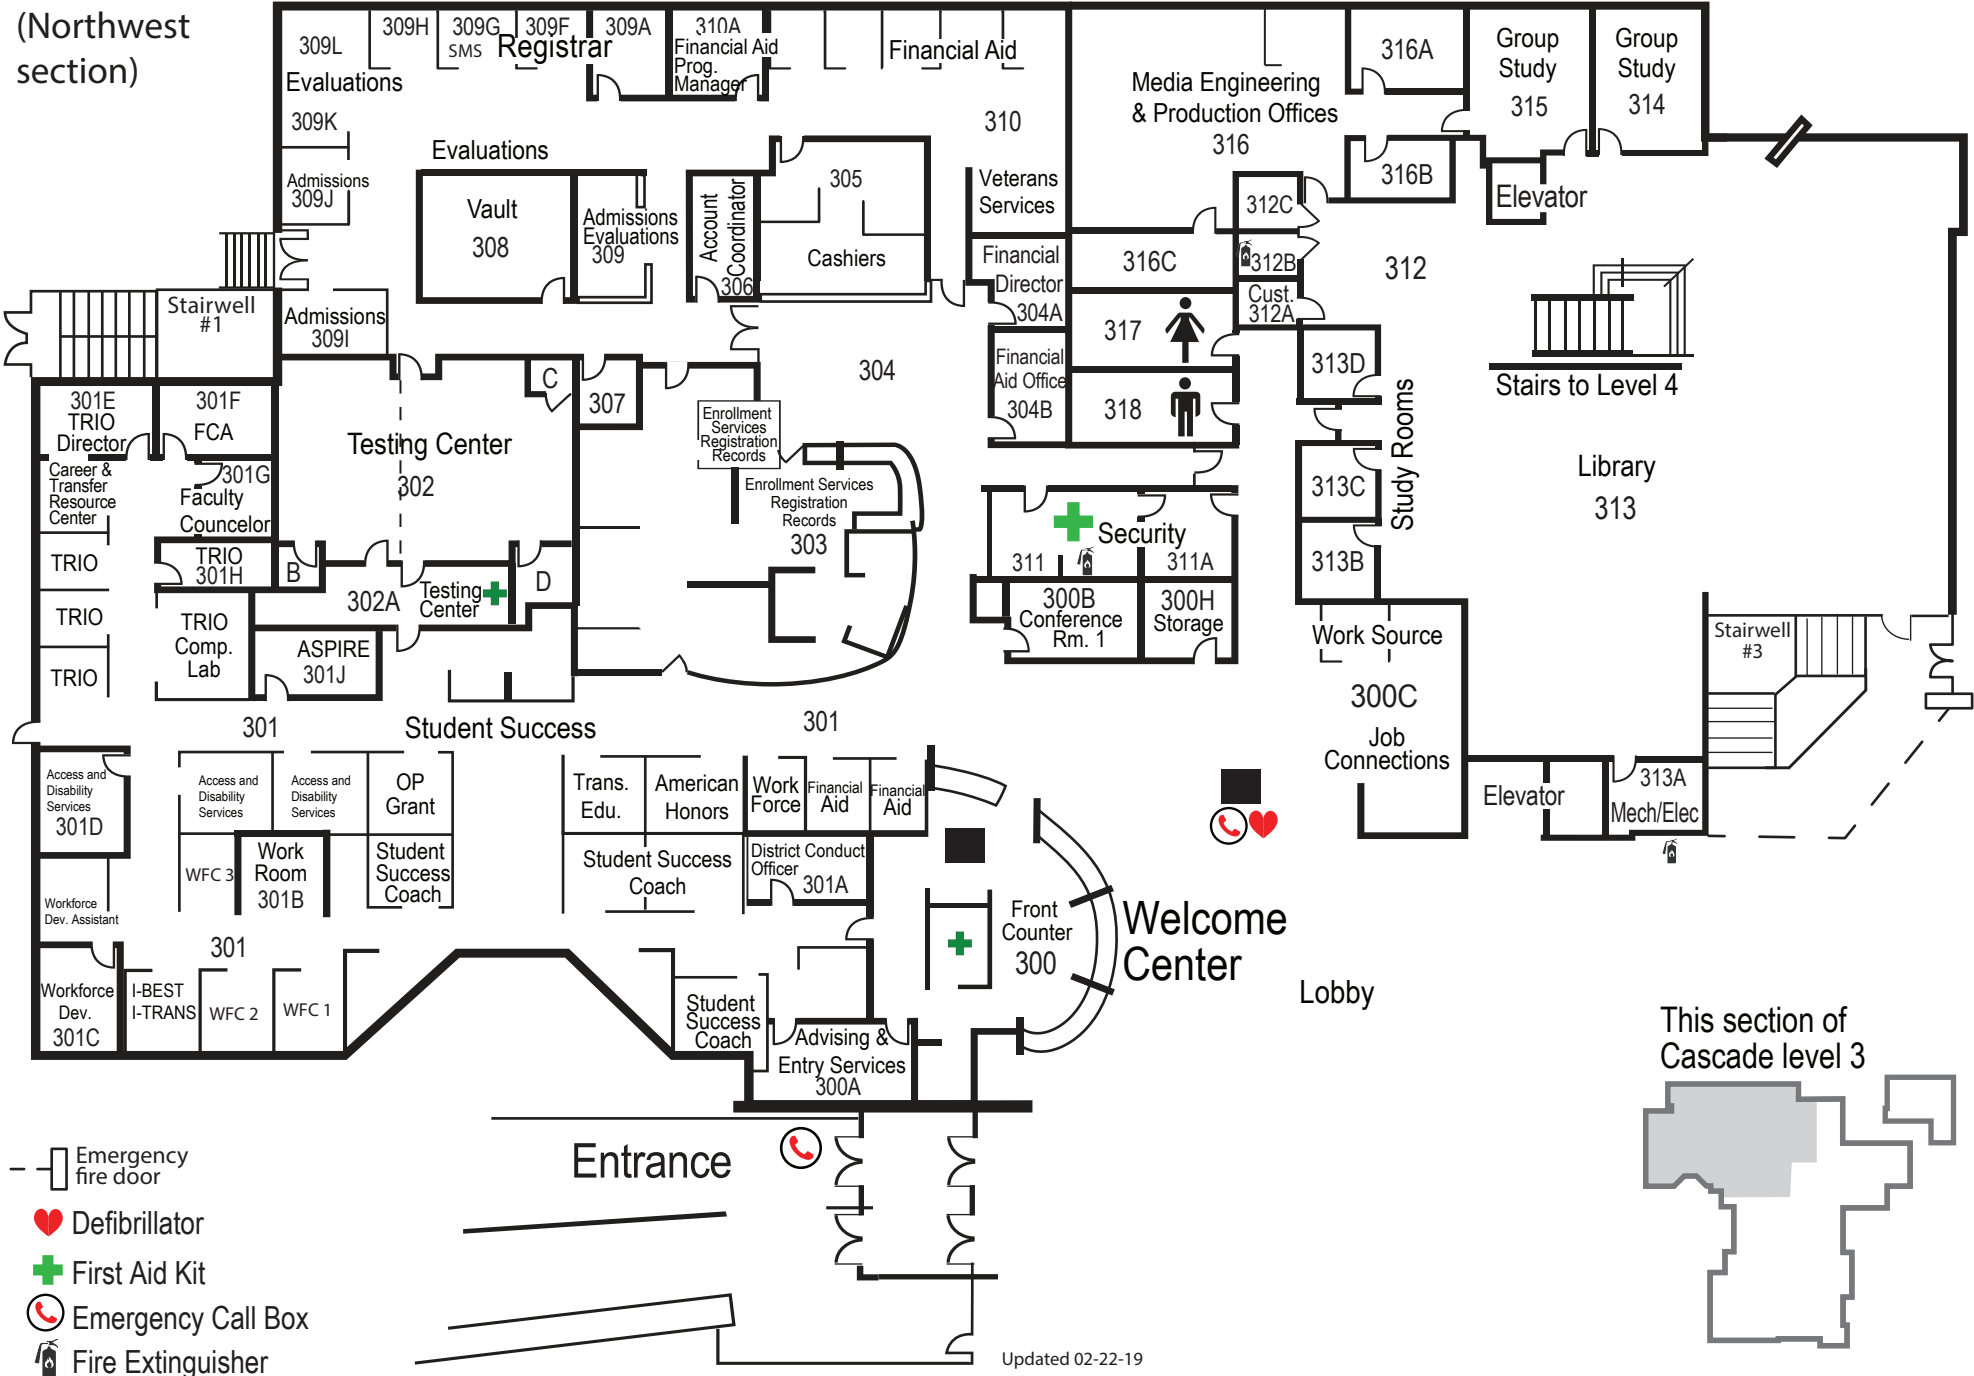 (Northwest
section)
309L
309H
309G
SMS
309F
Registrar
309A
310A
Financial Aid
Prog.
Manager
Financial Aid
Evaluations
309K
Evaluations
Admissions
309J
Vault
308
Admissions
Evaluations
309
Account
Coordinator
306
305
Cashiers
310
Veterans
Services
Financial
Director
304A
Financial
Aid Office
304B
304
Media Engineering
& Production Offices
316
316A
316B
316C
Group
Study
315
Group
Study
314
Elevator
312C
312B
Cust.
312A
312
317
318
313D
313C
313B
Study Rooms
Stairs to Level 4
Library
313
Stairwell
#1
Admissions
309I
301E
TRIO
Director
301F
FCA
Career &
Transfer
Resource
Center
301G
Faculty
Councelor
TRIO
301H
TRIO
TRIO
TRIO
TRIO
Comp.
Lab
Testing Center
302
C
B
D
302A
Testing
Center
ASPIRE
301J
307
Enrollment
Services
Registration
Records
Enrollment Services
Registration
Records
303
Security
311
311A
300B
Conference
Rm. 1
300H
Storage
Work Source
300C
Job
Connections
Stairwell
#3
Elevator
313A
Mech/Elec
301
Student Success
301
Access and
Disability
Services
301D
Access and
Disability
Services
Access and
Disability
Services
OP
Grant
WFC 3
Work
Room
301B
Student
Success
Coach
Trans.
Edu.
American
Honors
Work
Force
Financial
Aid
Financial
Aid
Student Success
Coach
District Conduct
Officer
301A
Workforce
Dev. Assistant
301
Workforce
Dev.
301C
I-BEST
I-TRANS
WFC 2
WFC 1
Student
Success
Coach
Advising &
Entry Services
300A
Front
Counter
300
Welcome
Center
Lobby
Entrance
This section of
Cascade level 3
Emergency
fire door
Defibrillator
First Aid Kit
Emergency Call Box
Fire Extinguisher
Updated 02-22-19